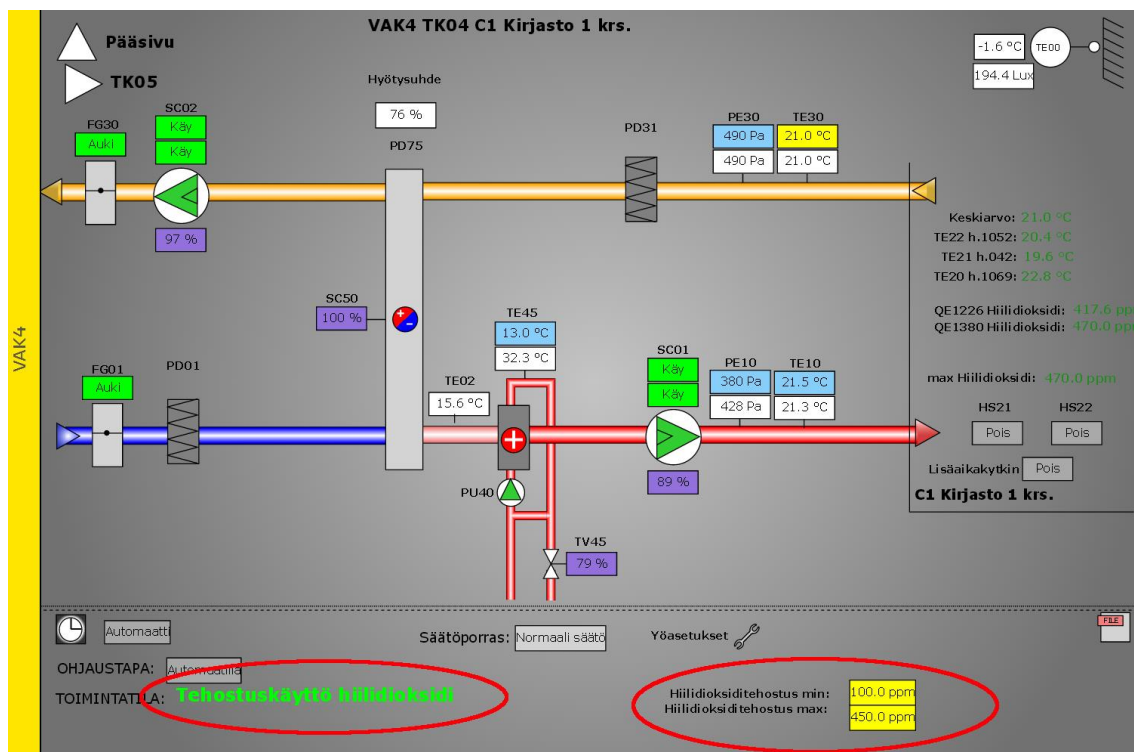 VAK4 TK04 C1 Kirjasto 1 krs.
Pääsivu
TK05
-1.6 °C
TE00
194.4 Lux
Hyötysuhde
76 %
PD75
SC02
Käy
Käy
97 %
FG30
Auki
PD31
PE30
490 Pa
490 Pa
TE30
21.0 °C
21.0 °C
VAK4
Keskiarvo: 21.0 °C
TE22 h.1052: 20.4 °C
TE21 h.042: 19.6 °C
TE20 h.1069: 22.8 °C
QE1226 Hiilidioksidi: 417.6 ppm
QE1380 Hiilidioksidi: 470.0 ppm
max Hiilidioksidi: 470.0 ppm
SC50
100 %
TE45
13.0 °C
32.3 °C
FG01
Auki
PD01
TE02
15.6 °C
SC01
Käy
Käy
89 %
PE10
380 Pa
428 Pa
TE10
21.5 °C
21.3 °C
HS21
Pois
HS22
Pois
Lisäaikakytkin Pois
C1 Kirjasto 1 krs.
PU40
TV45
79 %
Automaatti
Säätöporras: Normaali säätö
Yöasetukset
FILE
OHJAUSTAPA: Automaatilla
TOIMINTATILA: Tehostuskäyttö hiilidioksidi
Hiilidioksiditehostus min: 100.0 ppm
Hiilidioksiditehostus max: 450.0 ppm